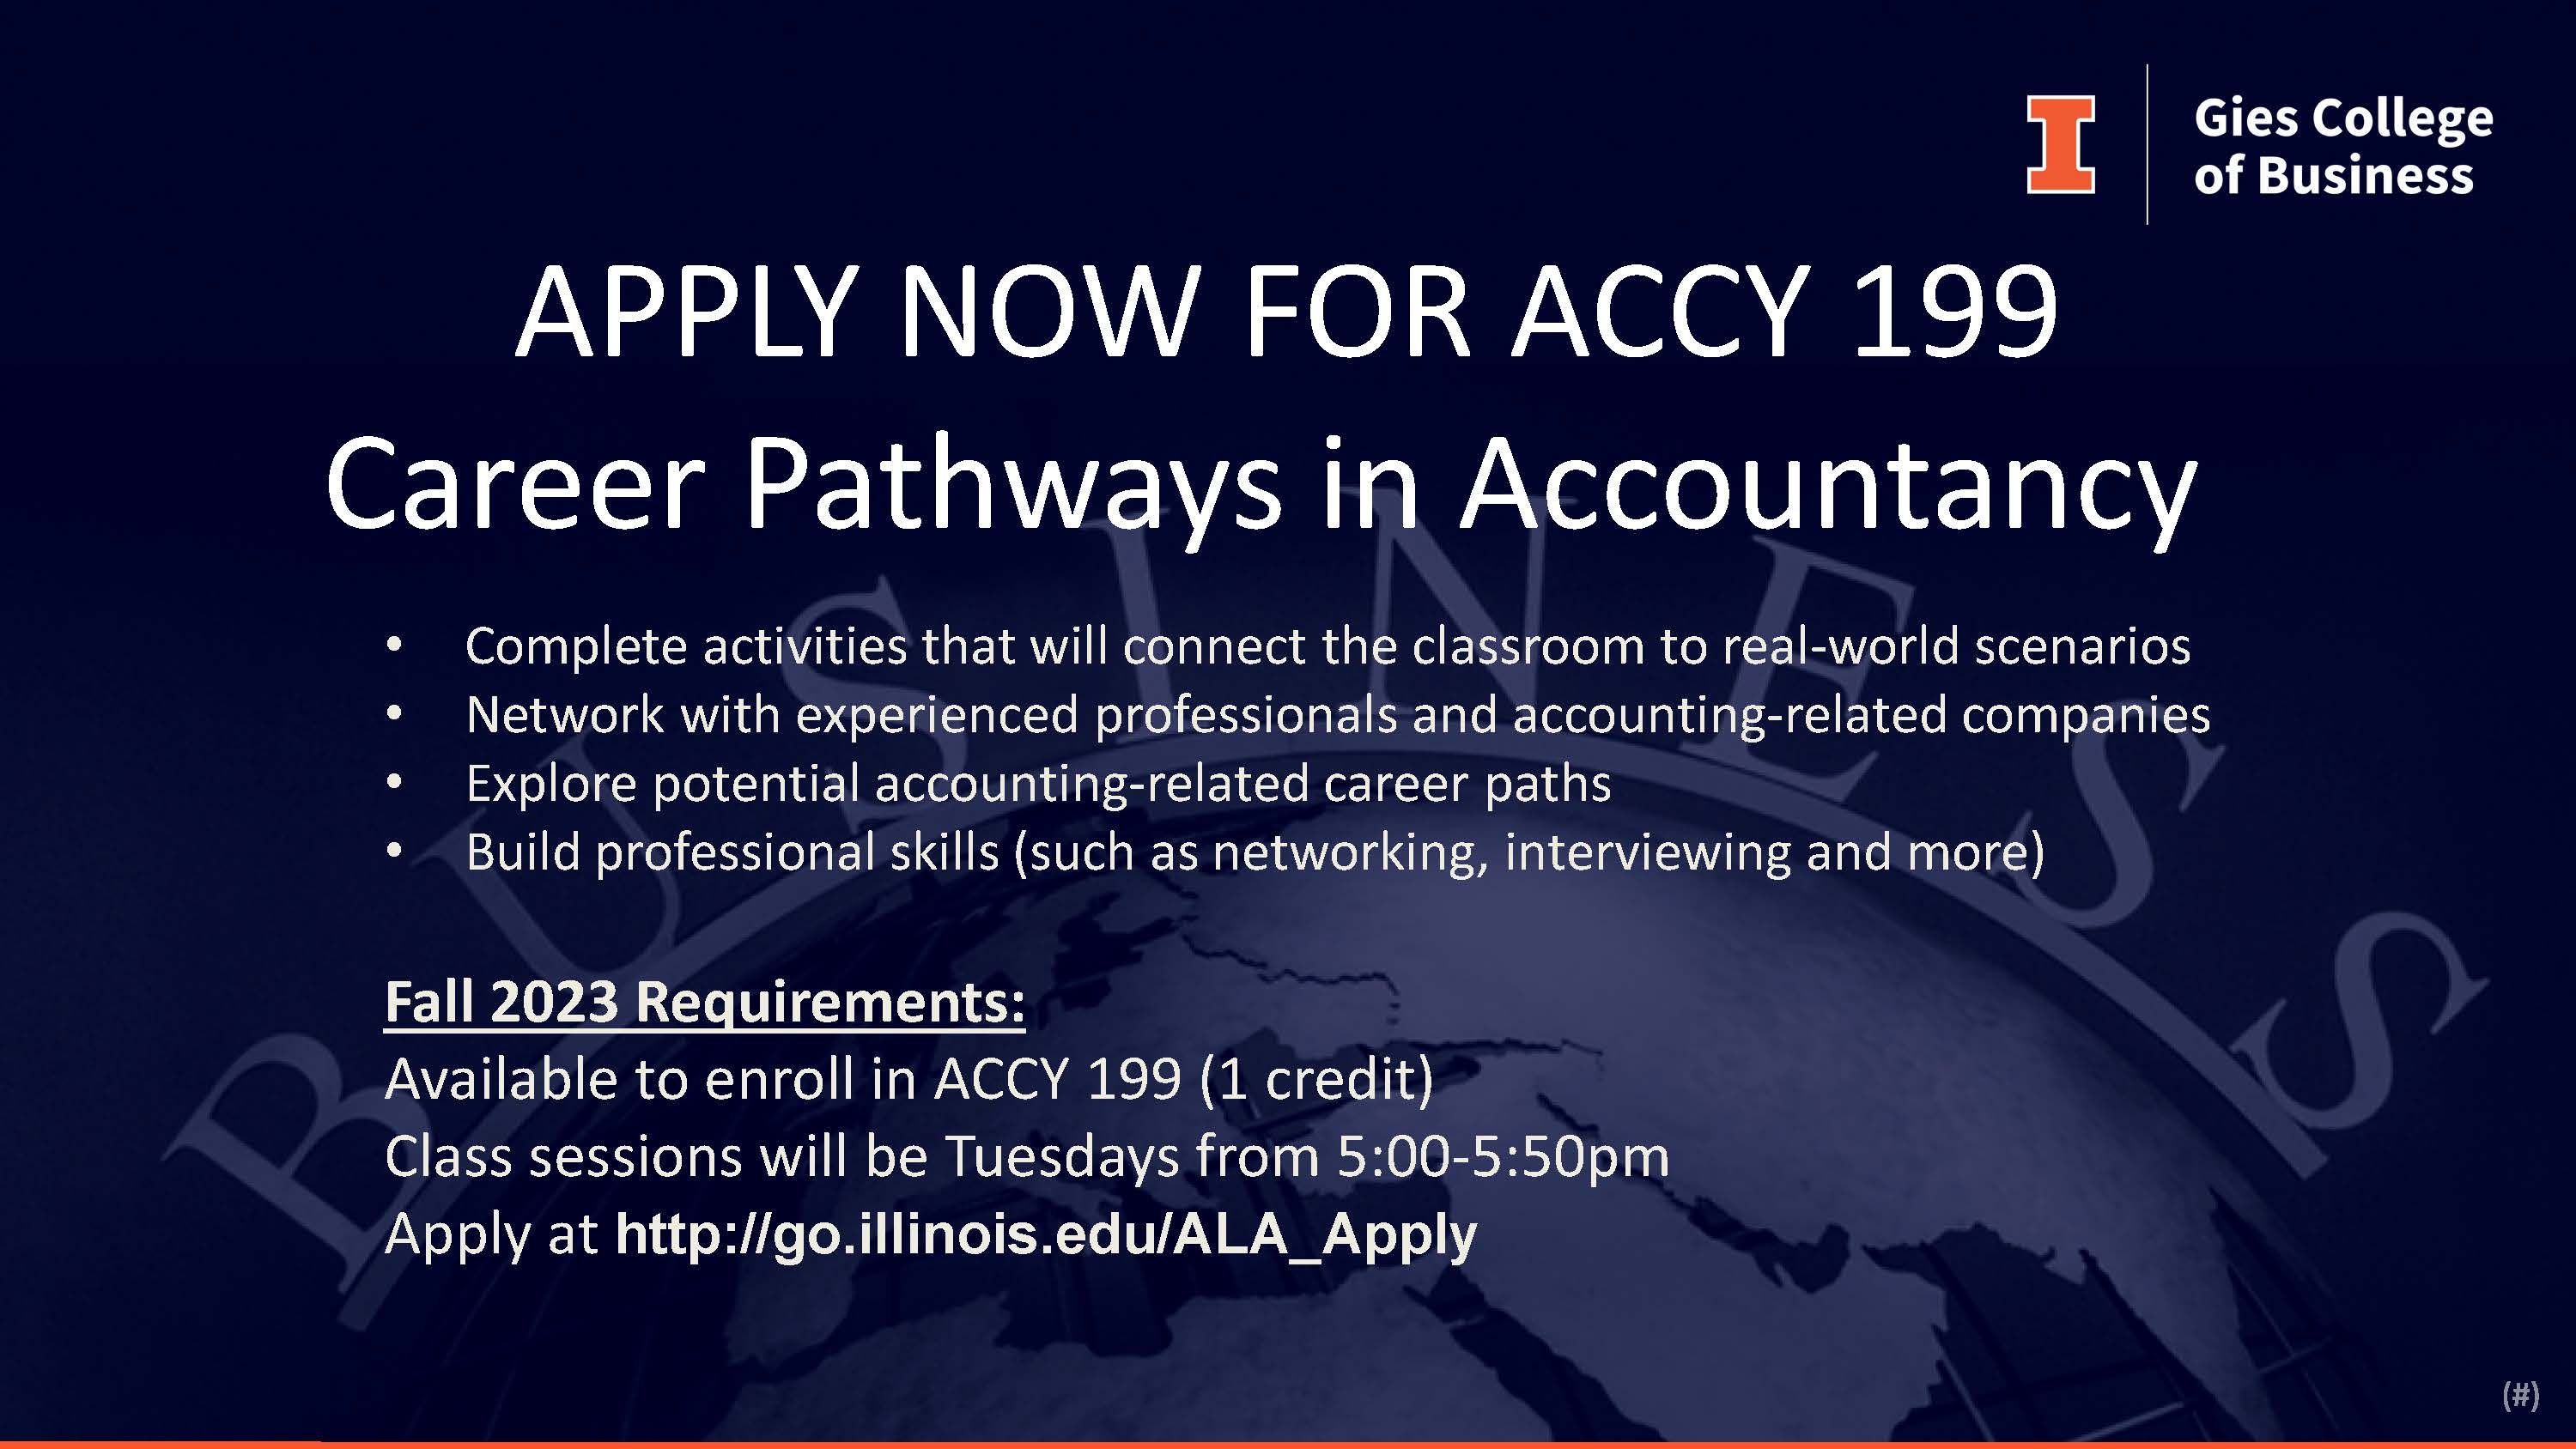 Gies College
of Business
APPLY NOW FOR ACCY 199
Career Pathways in Accountancy
• Complete activities that will connect the classroom to real-world scenarios
• Network with experienced professionals and accounting-related companies
• Explore potential accounting-related career paths
• Build professional skills (such as networking, interviewing and more)
BUSINESS
Fall 2023 Requirements:
Available to enroll in ACCY 199 (1 credit)
Class sessions will be Tuesdays from 5:00-5:50pm
Apply at http://go.illinois.edu/ALA_Apply
(#)